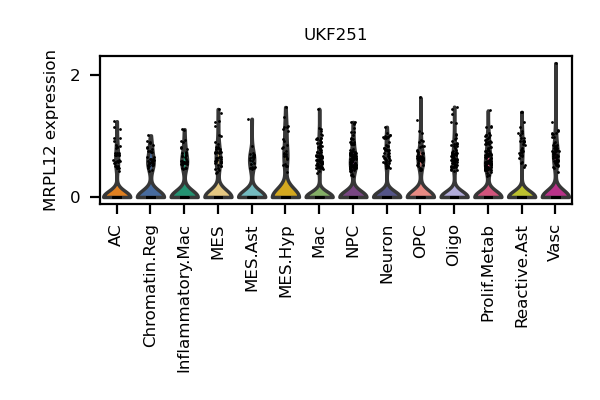 UKF251
MRPL12 expression
2
0
AC
Chromatin.Reg
Inflammatory.Mac
MES
MES.Ast
MES.Hyp
Mac
NPC
Neuron
OPC
Oligo
Prolif.Metab
Reactive.Ast
Vasc